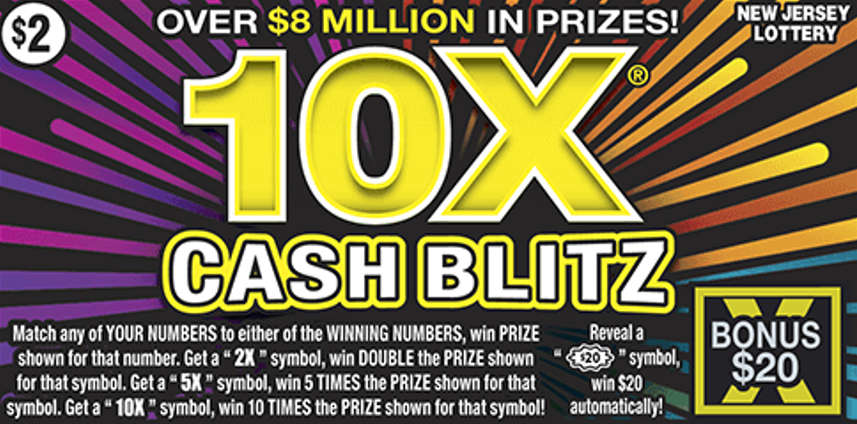 $2
OVER $8 MILLION IN PRIZES!
NEW JERSEY
LOTTERY
10X®
CASH BLITZ
Match any of YOUR NUMBERS to either of the WINNING NUMBERS, win PRIZE
shown for that number. Get a “ 2X ” symbol, win DOUBLE the PRIZE shown
for that symbol. Get a “ 5X ” symbol, win 5 TIMES the PRIZE shown for that
symbol. Get a “ 10X ” symbol, win 10 TIMES the PRIZE shown for that symbol!
Reveal a
“ $20 ” symbol,
win $20
automatically!
X
BONUS
$20